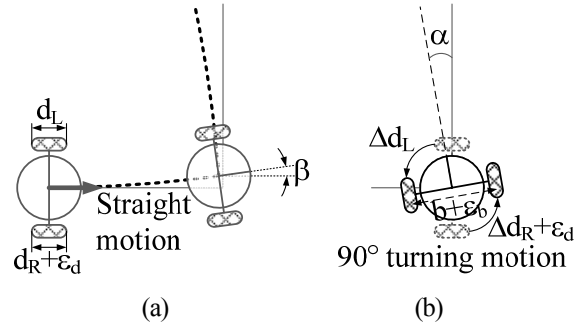 d_L
β
Straight
motion
d_R+ε_d
(a)
α
Δd_L
b+ε_b
Δd_R+ε_d
90° turning motion
(b)